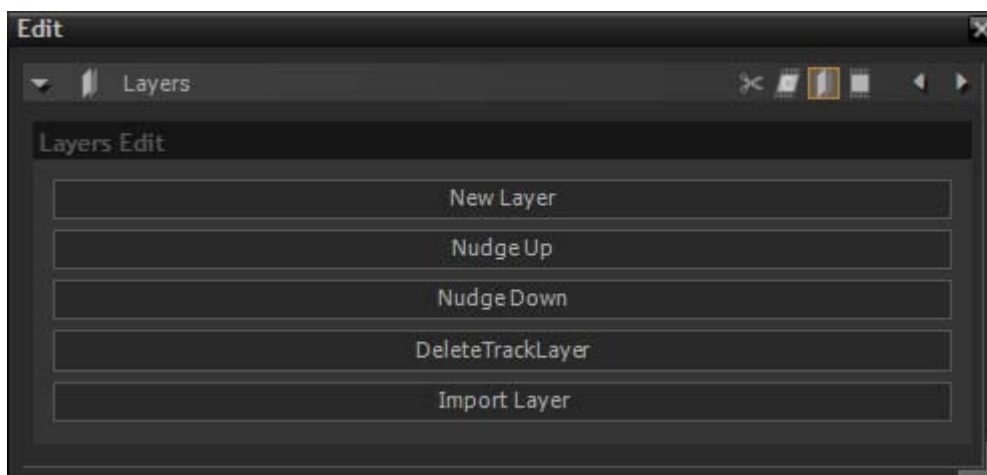 Edit
Layers
Layers Edit
New Layer
Nudge Up
Nudge Down
DeleteTrackLayer
Import Layer